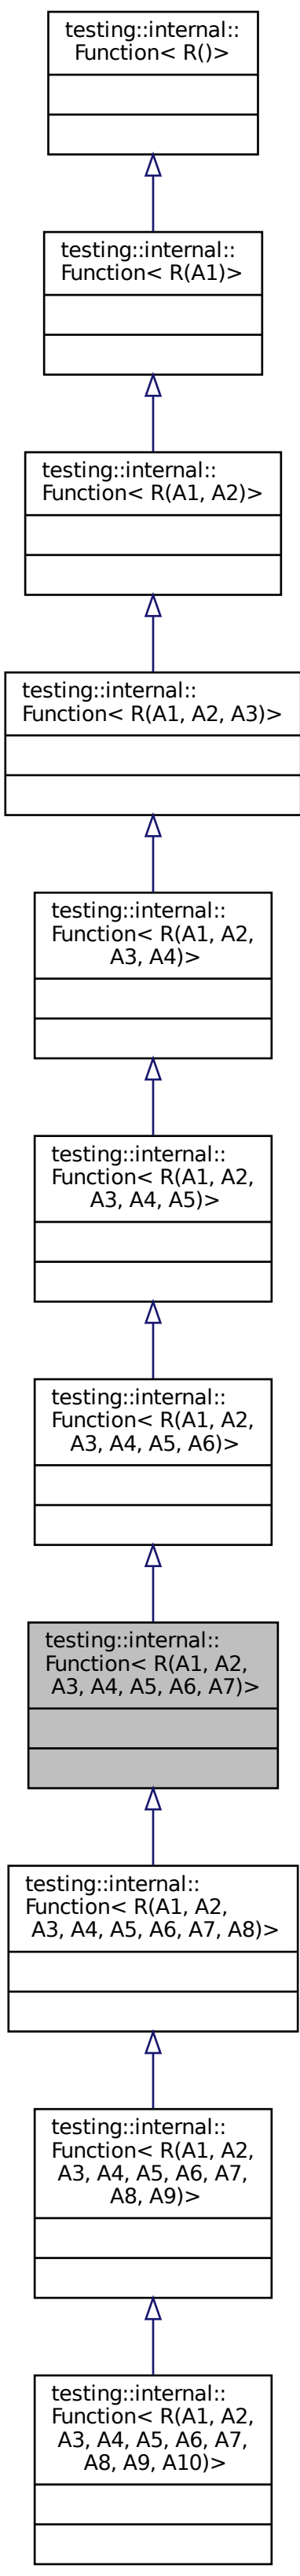 testing::internal::
Function< R()>
testing::internal::
Function< R(A1)>
testing::internal::
Function< R(A1, A2)>
testing::internal::
Function< R(A1, A2, A3)>
testing::internal::
Function< R(A1, A2,
A3, A4)>
testing::internal::
Function< R(A1, A2,
A3, A4, A5)>
testing::internal::
Function< R(A1, A2,
A3, A4, A5, A6)>
testing::internal::
Function< R(A1, A2,
A3, A4, A5, A6, A7)>
testing::internal::
Function< R(A1, A2,
A3, A4, A5, A6, A7, A8)>
testing::internal::
Function< R(A1, A2,
A3, A4, A5, A6, A7,
A8, A9)>
testing::internal::
Function< R(A1, A2,
A3, A4, A5, A6, A7,
A8, A9, A10)>